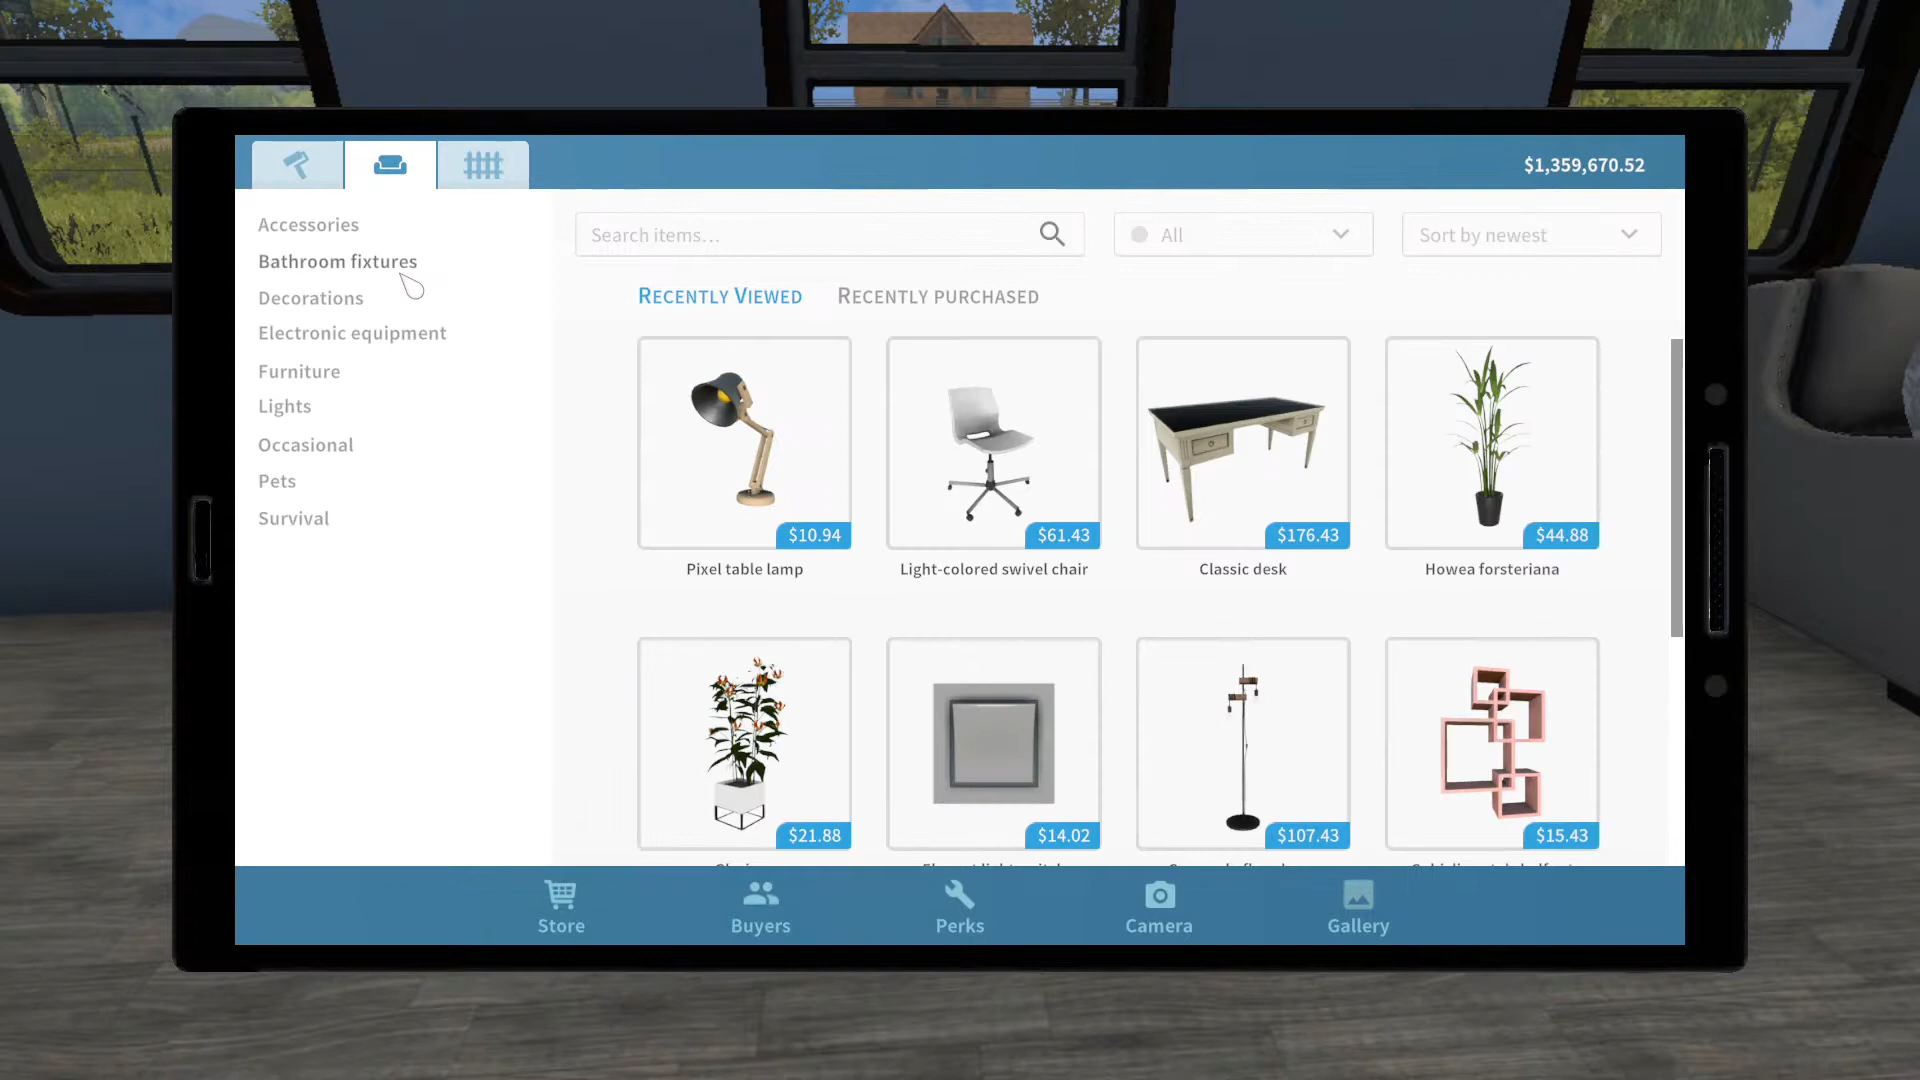 $1,359,670.52
Accessories
Bathroom fixtures
Decorations
Electronic equipment
Furniture
Lights
Occasional
Pets
Survival
Search items...
All
Sort by newest
RECENTLY VIEWED
RECENTLY PURCHASED
$10.94
$61.43
$176.43
$44.88
Pixel table lamp
Light-colored swivel chair
Classic desk
Howea forsteriana
$21.88
$14.02
$107.43
$15.43
Store
Buyers
Perks
Camera
Gallery